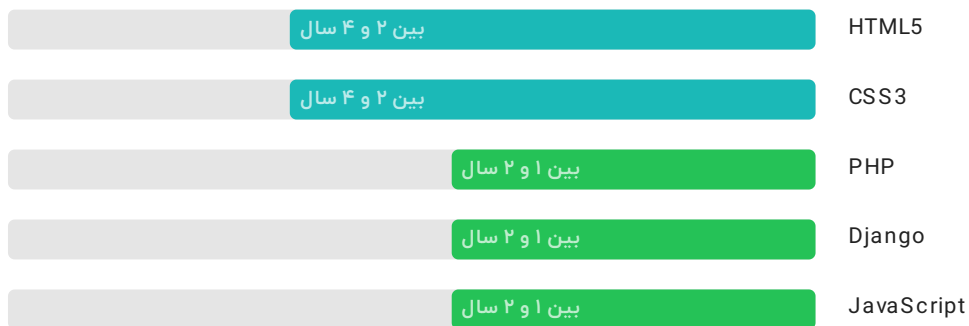 HTML5
بین ۲ و ۴ سال
CSS3
بین ۲ و ۴ سال
PHP
بین ۱ و ۲ سال
Django
بین ۱ و ۲ سال
JavaScript
بین ۱ و ۲ سال